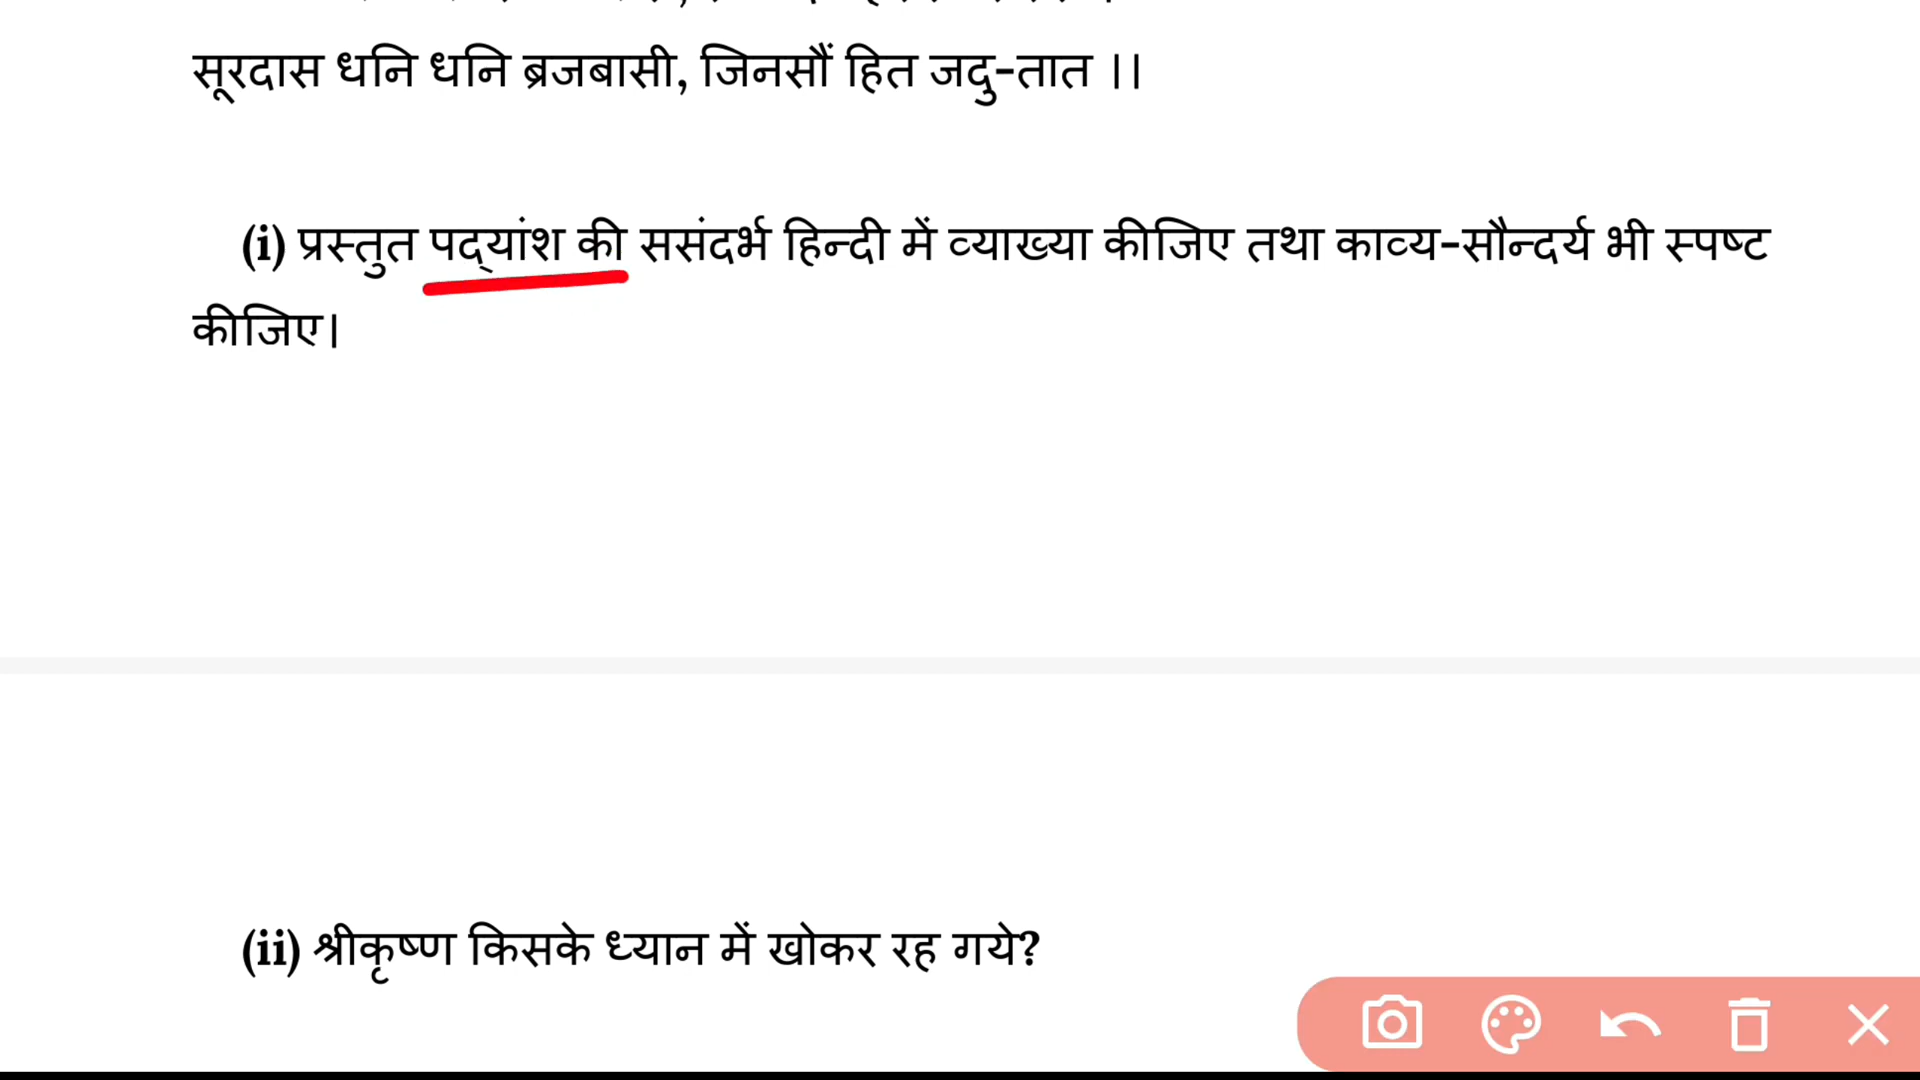 सूरदास धनि धनि ब्रजबासी, जिनसौं हित जदु-तात ।।
(i) प्रस्तुत पद्यांश की ससंदर्भ हिन्दी में व्याख्या कीजिए तथा काव्य-सौन्दर्य भी स्पष्ट
कीजिए।
(ii) श्रीकृष्ण किसके ध्यान में खोकर रह गये?